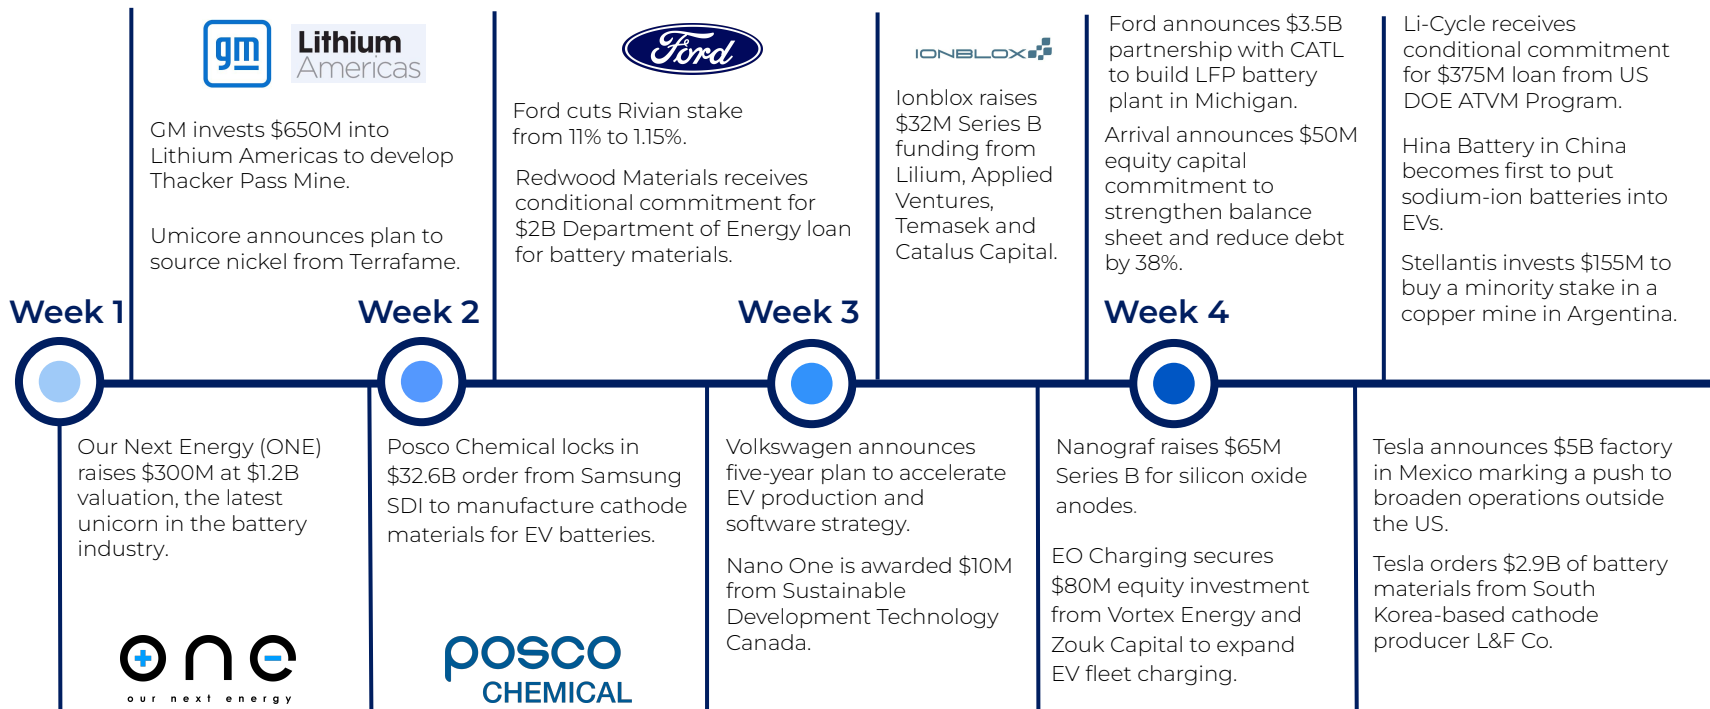 gm
Lithium
Americas
GM invests $650M into
Lithium Americas to develop
Thacker Pass Mine.
Umicore announces plan to
source nickel from Terrafame.
Ford
Ford cuts Rivian stake
from 11% to 1.15%.
Redwood Materials receives
conditional commitment for
$2B Department of Energy loan
for battery materials.
IONBLOX
Ionblox raises
$32M Series B
funding from
Lilium, Applied
Ventures,
Temasek and
Catalus Capital.
Ford announces $3.5B
partnership with CATL
to build LFP battery
plant in Michigan.
Arrival announces $50M
equity capital
commitment to
strengthen balance
sheet and reduce debt
by 38%.
Li-Cycle receives
conditional commitment
for $375M loan from US
DOE ATVM Program.
Hina Battery in China
becomes first to put
sodium-ion batteries into
EVs.
Stellantis invests $155M to
buy a minority stake in a
copper mine in Argentina.
Week 1
Week 2
Week 3
Week 4
Our Next Energy (ONE)
raises $300M at $1.2B
valuation, the latest
unicorn in the battery
industry.
one
our next energy
Posco Chemical locks in
$32.6B order from Samsung
SDI to manufacture cathode
materials for EV batteries.
posco
CHEMICAL
Volkswagen announces
five-year plan to accelerate
EV production and
software strategy.
Nano One is awarded $10M
from Sustainable
Development Technology
Canada.
Nanograf raises $65M
Series B for silicon oxide
anodes.
EO Charging secures
$80M equity investment
from Vortex Energy and
Zouk Capital to expand
EV fleet charging.
Tesla announces $5B factory
in Mexico marking a push to
broaden operations outside
the US.
Tesla orders $2.9B of battery
materials from South
Korea-based cathode
producer L&F Co.